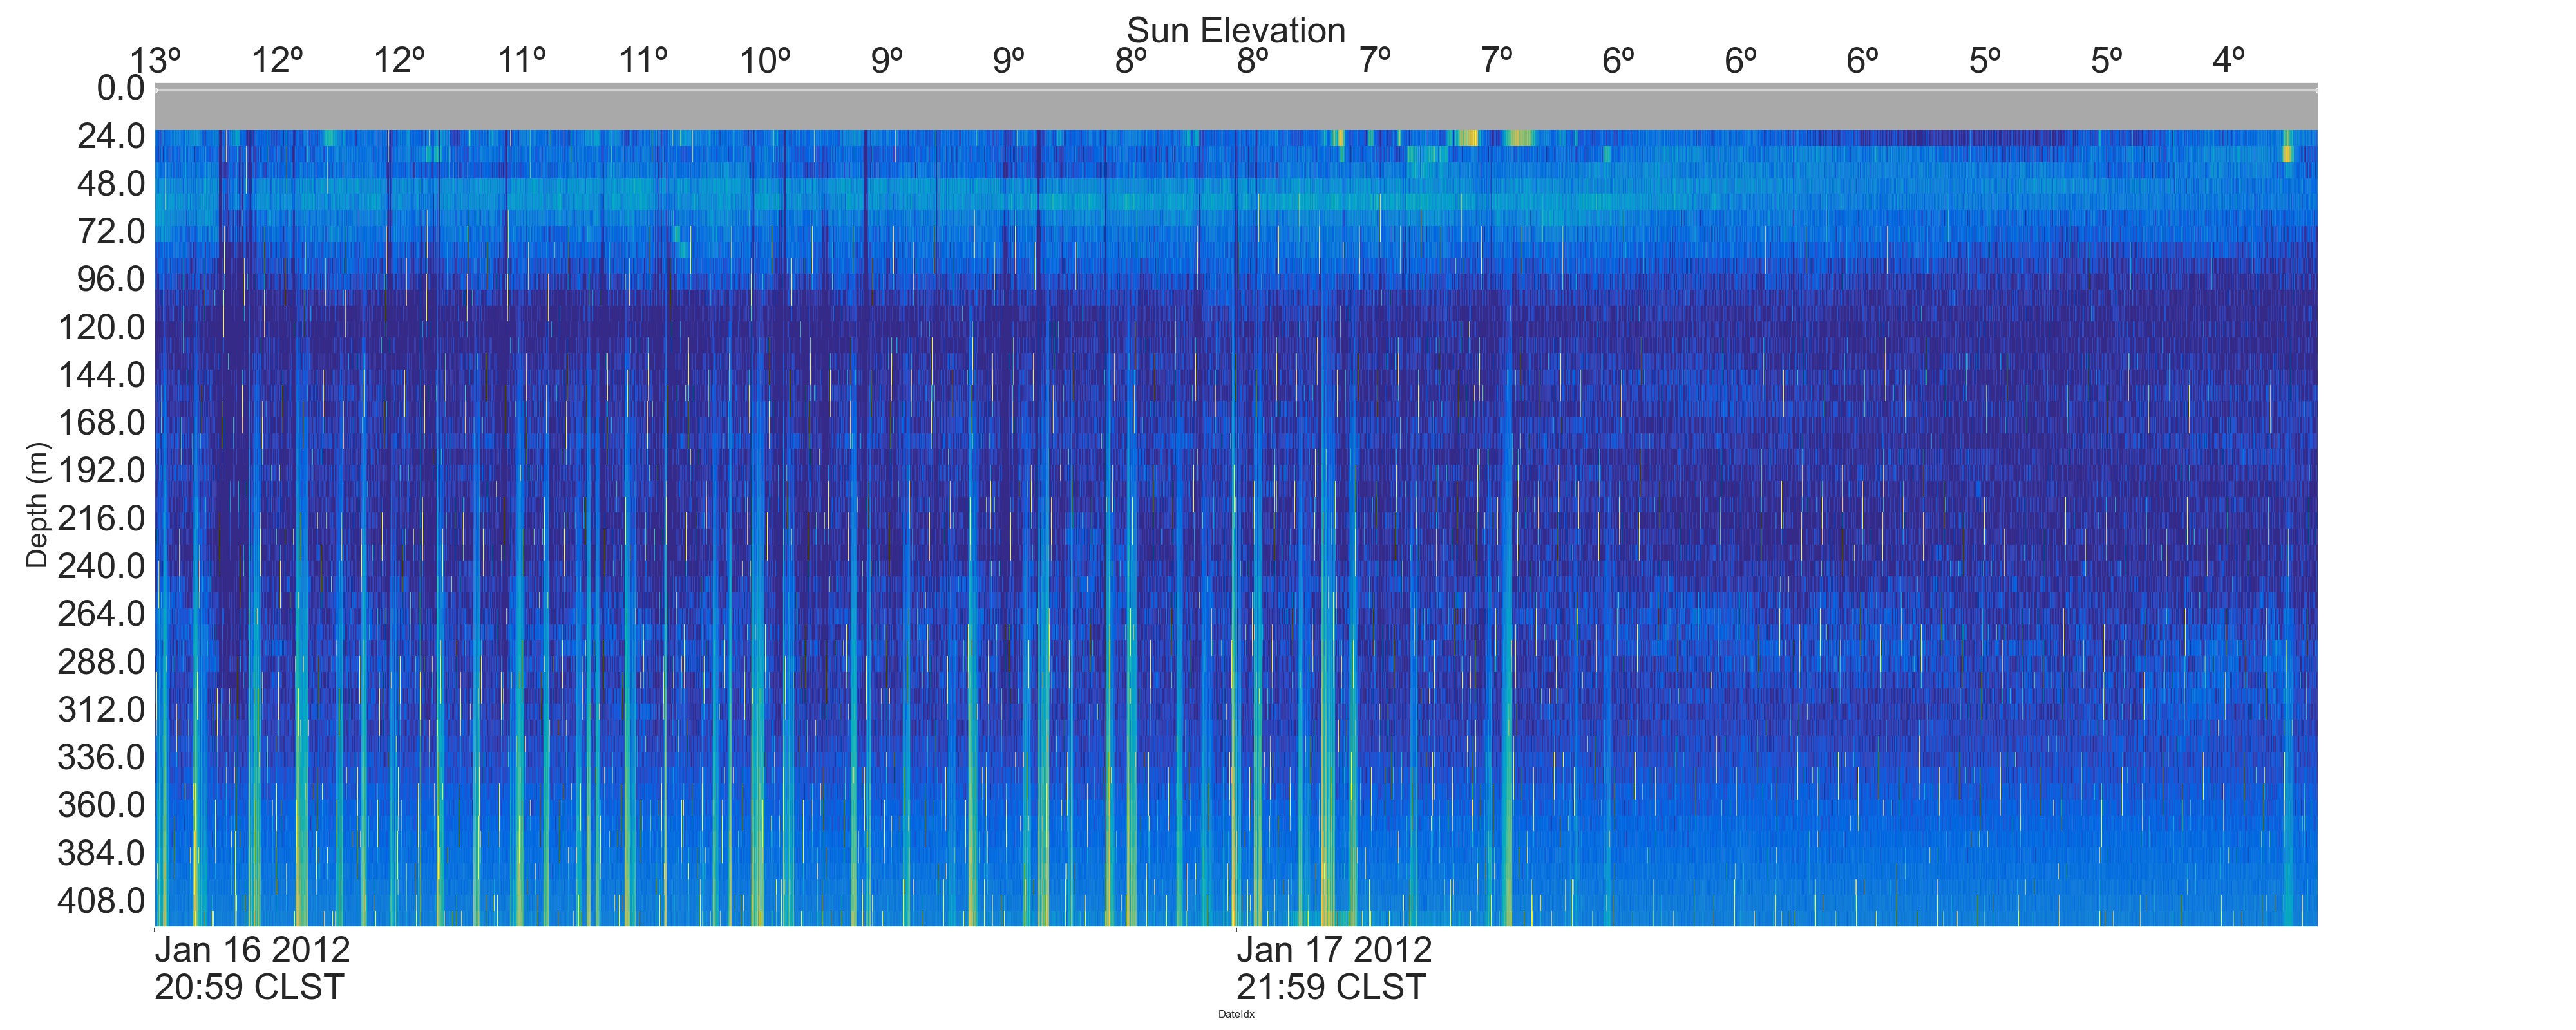 Sun Elevation
13º 12º 12º 11º 11º 10º 9º 9º 8º 8º 7º 7º 6º 6º 6º 5º 5º 4º
0.0
24.0
48.0
72.0
96.0
120.0
144.0
168.0
192.0
216.0
240.0
264.0
288.0
312.0
336.0
360.0
384.0
408.0
Depth (m)
Jan 16 2012
20:59 CLST
Jan 17 2012
21:59 CLST
DateIdx